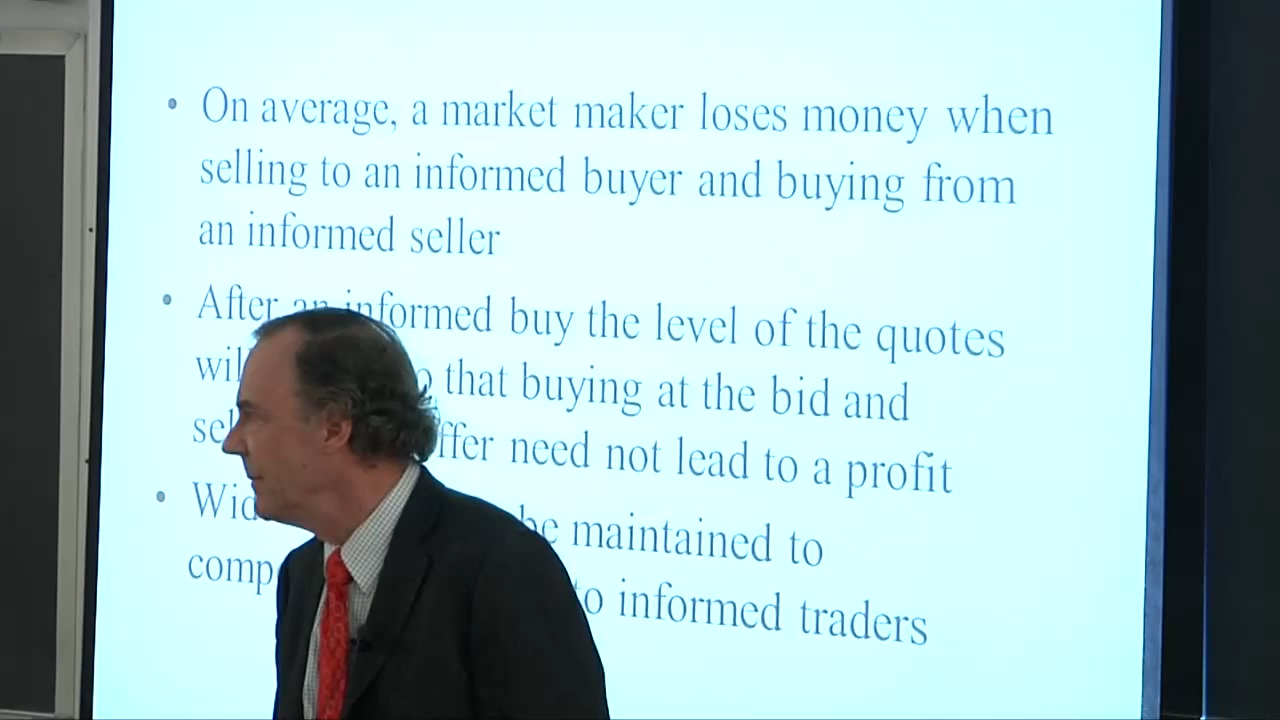 • On average, a market maker loses money when
selling to an informed buyer and buying from
an informed seller
• After an informed buy the level of the quotes
that buying at the bid and
need not lead to a profit
• be maintained to
informed traders